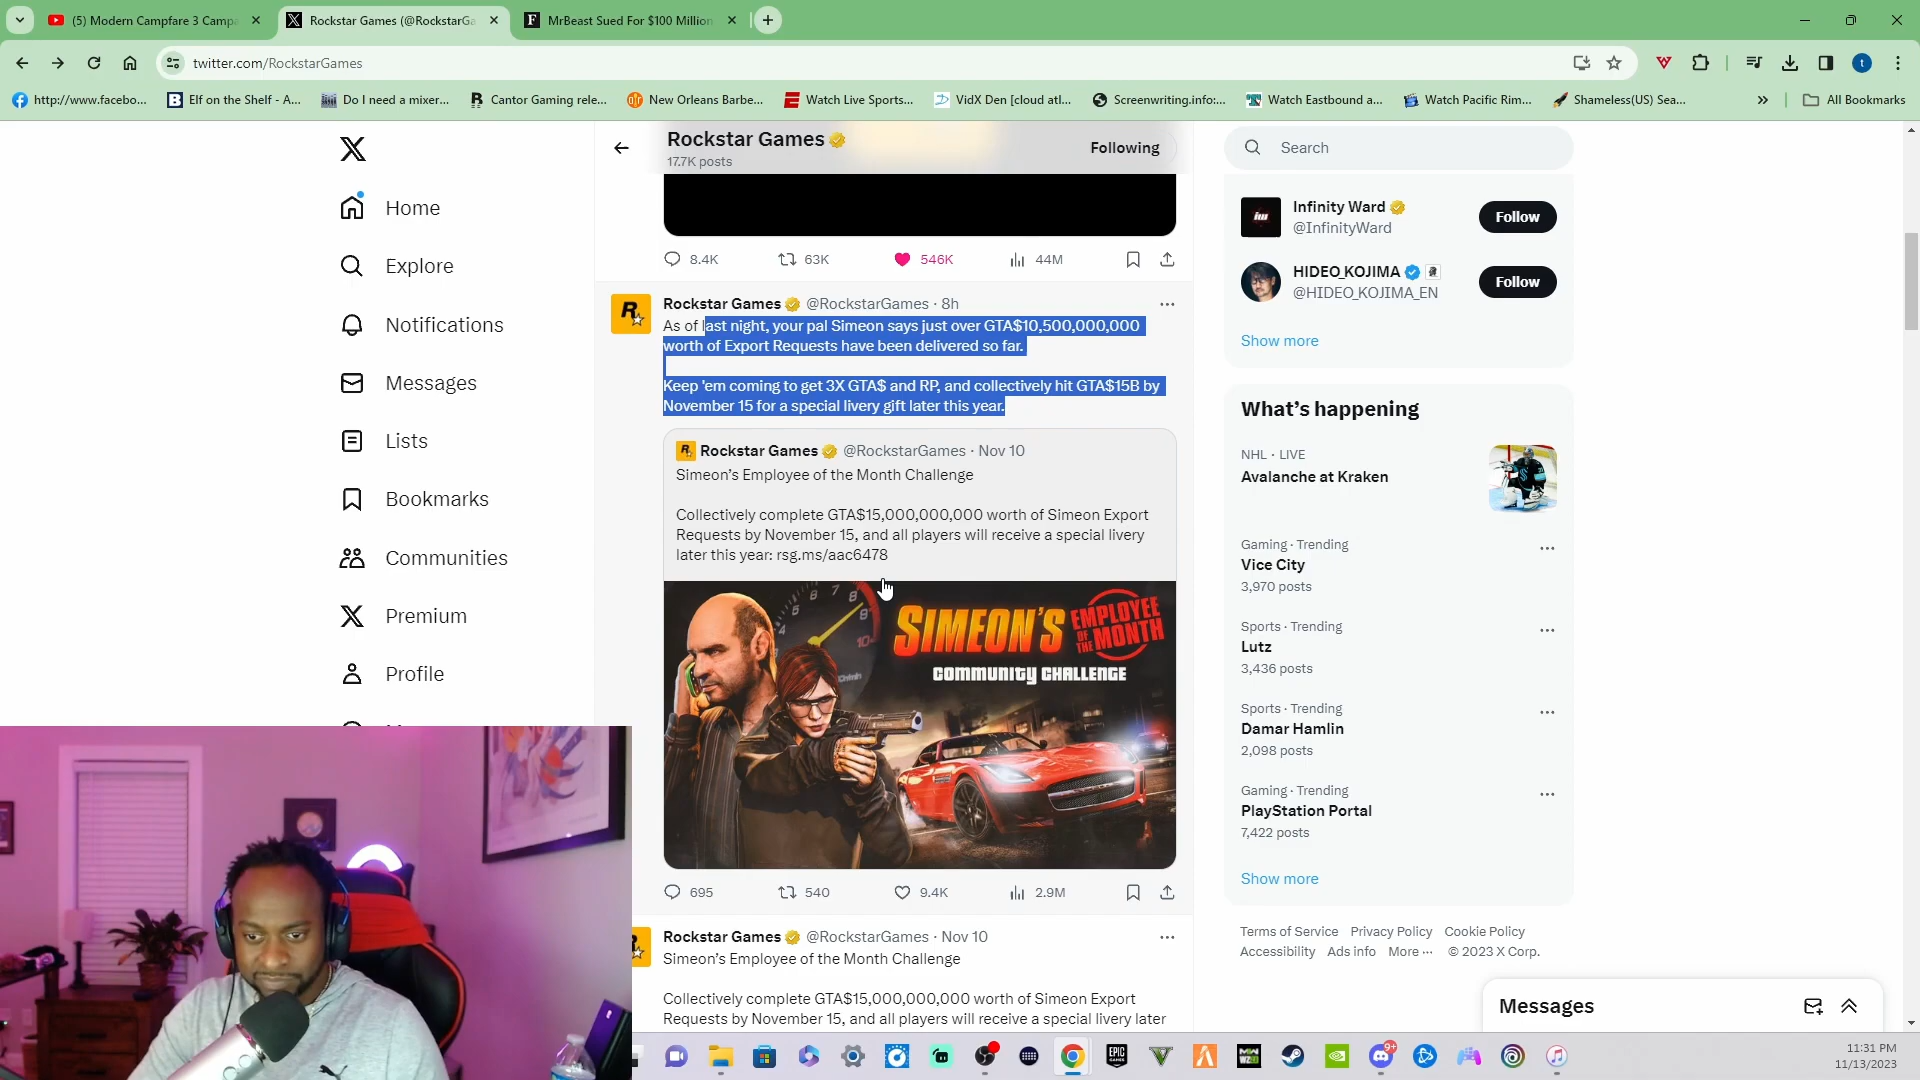 (5) Modern Campfare 3 Campa
Rockstar Games (@RockstarGa
MrBeast Sued For $100 Million
twitter.com/RockstarGames
http://www.facebo...
Elf on the Shelf - A...
Do I need a mixer...
Cantor Gaming rele...
New Orleans Barbe...
Watch Live Sports...
VidX Den [cloud atl...
Screenwriting.info:...
Watch Eastbound a...
Watch Pacific Rim...
Shameless(US) Sea...
All Bookmarks
Home
Explore
Notifications
Messages
Lists
Bookmarks
Communities
Premium
Profile
Rockstar Games
17.7K posts
Following
8.4K 63K 546K 44M
Rockstar Games @RockstarGames · 8h
As of last night, your pal Simeon says just over GTA$10,500,000,000
worth of Export Requests have been delivered so far.
Keep 'em coming to get 3X GTA$ and RP, and collectively hit GTA$15B by
November 15 for a special livery gift later this year.
Rockstar Games @RockstarGames · Nov 10
Simeon’s Employee of the Month Challenge
Collectively complete GTA$15,000,000,000 worth of Simeon Export
Requests by November 15, and all players will receive a special livery
later this year: rsg.ms/aac6478
SIMEON'S EMPLOYEE OF THE MONTH
COMMUNITY CHALLENGE
695 540 9.4K 2.9M
Rockstar Games @RockstarGames · Nov 10
Simeon’s Employee of the Month Challenge
Collectively complete GTA$15,000,000,000 worth of Simeon Export
Requests by November 15, and all players will receive a special livery later
Search
Infinity Ward
@InfinityWard
Follow
HIDEO_KOJIMA
@HIDEO_KOJIMA_EN
Follow
Show more
What’s happening
NHL · LIVE
Avalanche at Kraken
Gaming · Trending
Vice City
3,970 posts
Sports · Trending
Lutz
3,436 posts
Sports · Trending
Damar Hamlin
2,098 posts
Gaming · Trending
PlayStation Portal
7,422 posts
Show more
Terms of Service Privacy Policy Cookie Policy
Accessibility Ads info More ··· © 2023 X Corp.
Messages
11:31 PM
11/13/2023